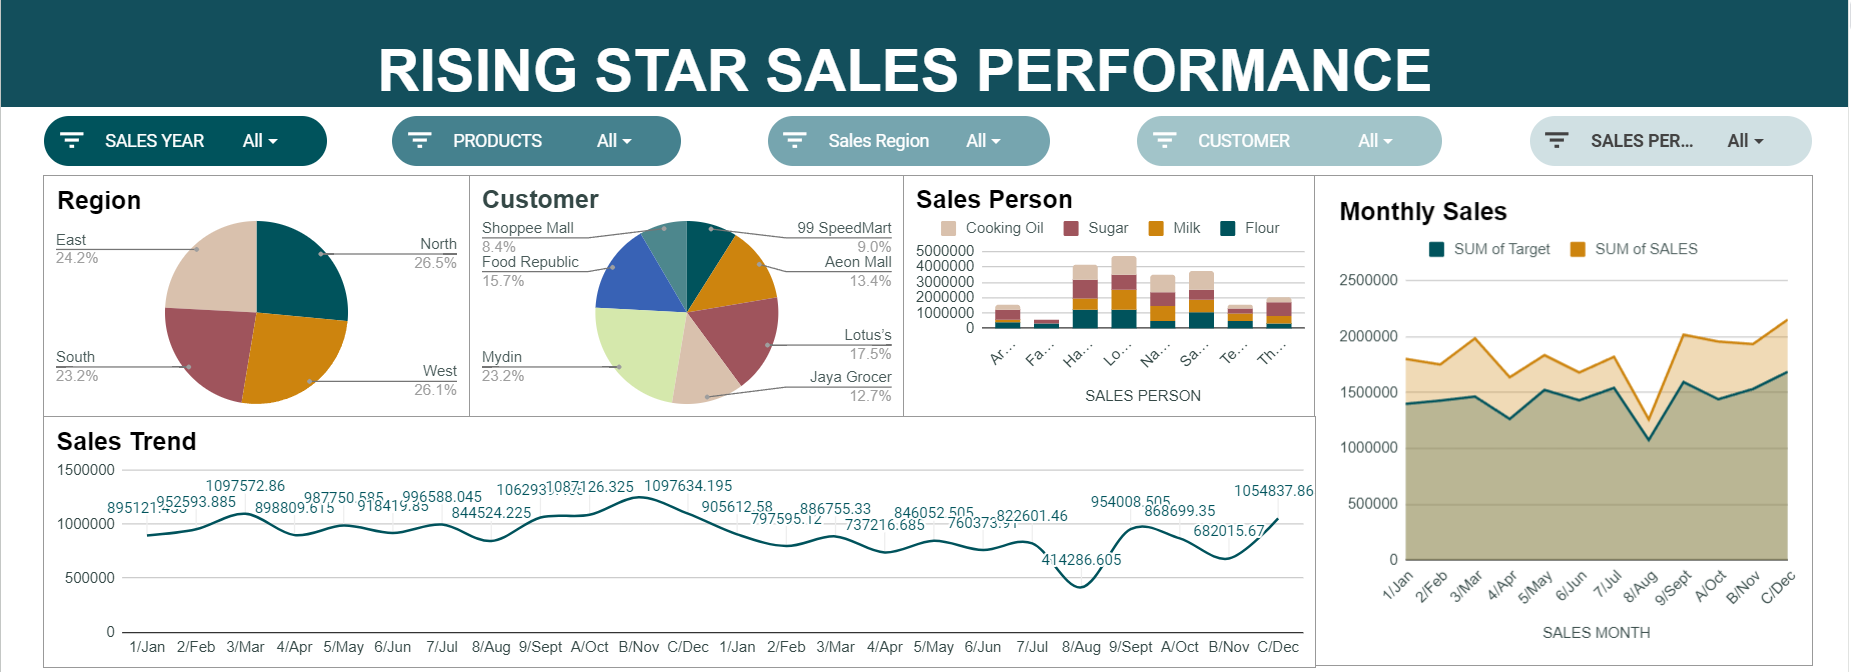 RISING STAR SALES PERFORMANCE
SALES YEAR All
PRODUCTS All
Sales Region All
CUSTOMER All
SALES PER... All
Region
East
24.2%
North
26.5%
South
23.2%
West
26.1%
Customer
Shoppee Mall
8.4%
Food Republic
15.7%
Mydin
23.2%
99 SpeedMart
9.0%
Aeon Mall
13.4%
Lotus's
17.5%
Jaya Grocer
12.7%
Sales Person
Cooking Oil Sugar Milk Flour
5000000
4000000
3000000
2000000
1000000
0
Ar... Fa... Ha... Lo... Na... Sa... Te... Th...
SALES PERSON
Monthly Sales
SUM of Target SUM of SALES
2500000
2000000
1500000
1000000
500000
0
1/Jan 2/Feb 3/Mar 4/Apr 5/May 6/Jun 7/Jul 8/Aug 9/Sept A/Oct B/Nov C/Dec
SALES MONTH
Sales Trend
1500000
1000000
500000
0
952593.885 1097572.86 898809.615 987750.585 918419.85 996588.045 844524.225 1087126.325 1097634.195 905612.58 797595.12 886755.33 737216.685 846052.505 822601.46 414286.605 954008.505 868699.35 682015.67 1054837.86
1/Jan 2/Feb 3/Mar 4/Apr 5/May 6/Jun 7/Jul 8/Aug 9/Sept A/Oct B/Nov C/Dec 1/Jan 2/Feb 3/Mar 4/Apr 5/May 6/Jun 7/Jul 8/Aug 9/Sept A/Oct B/Nov C/Dec